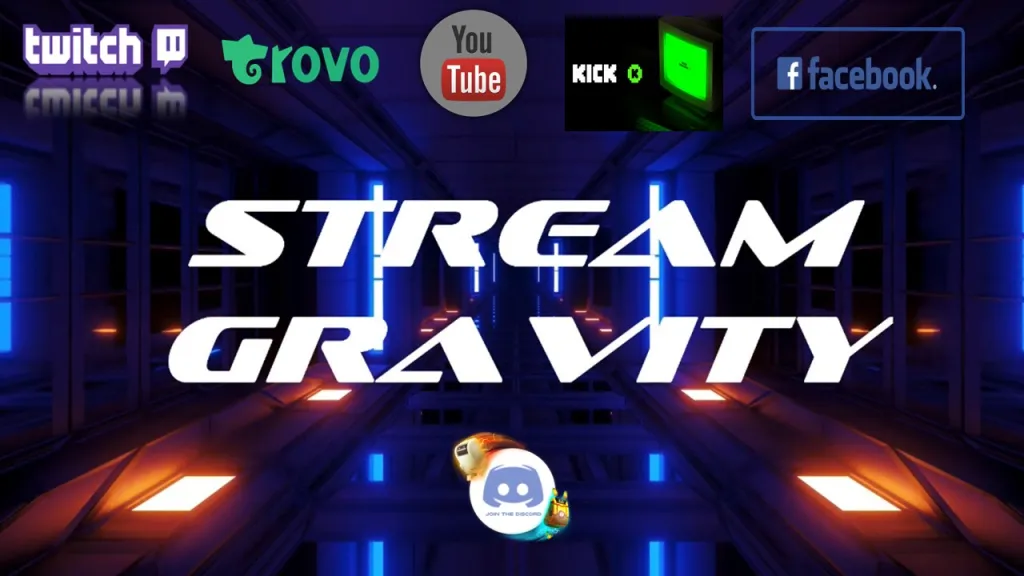 twitch
TROVO
You
Tube
KICK
facebook.
STREAM
GRAVITY
JOIN THE DISCORD